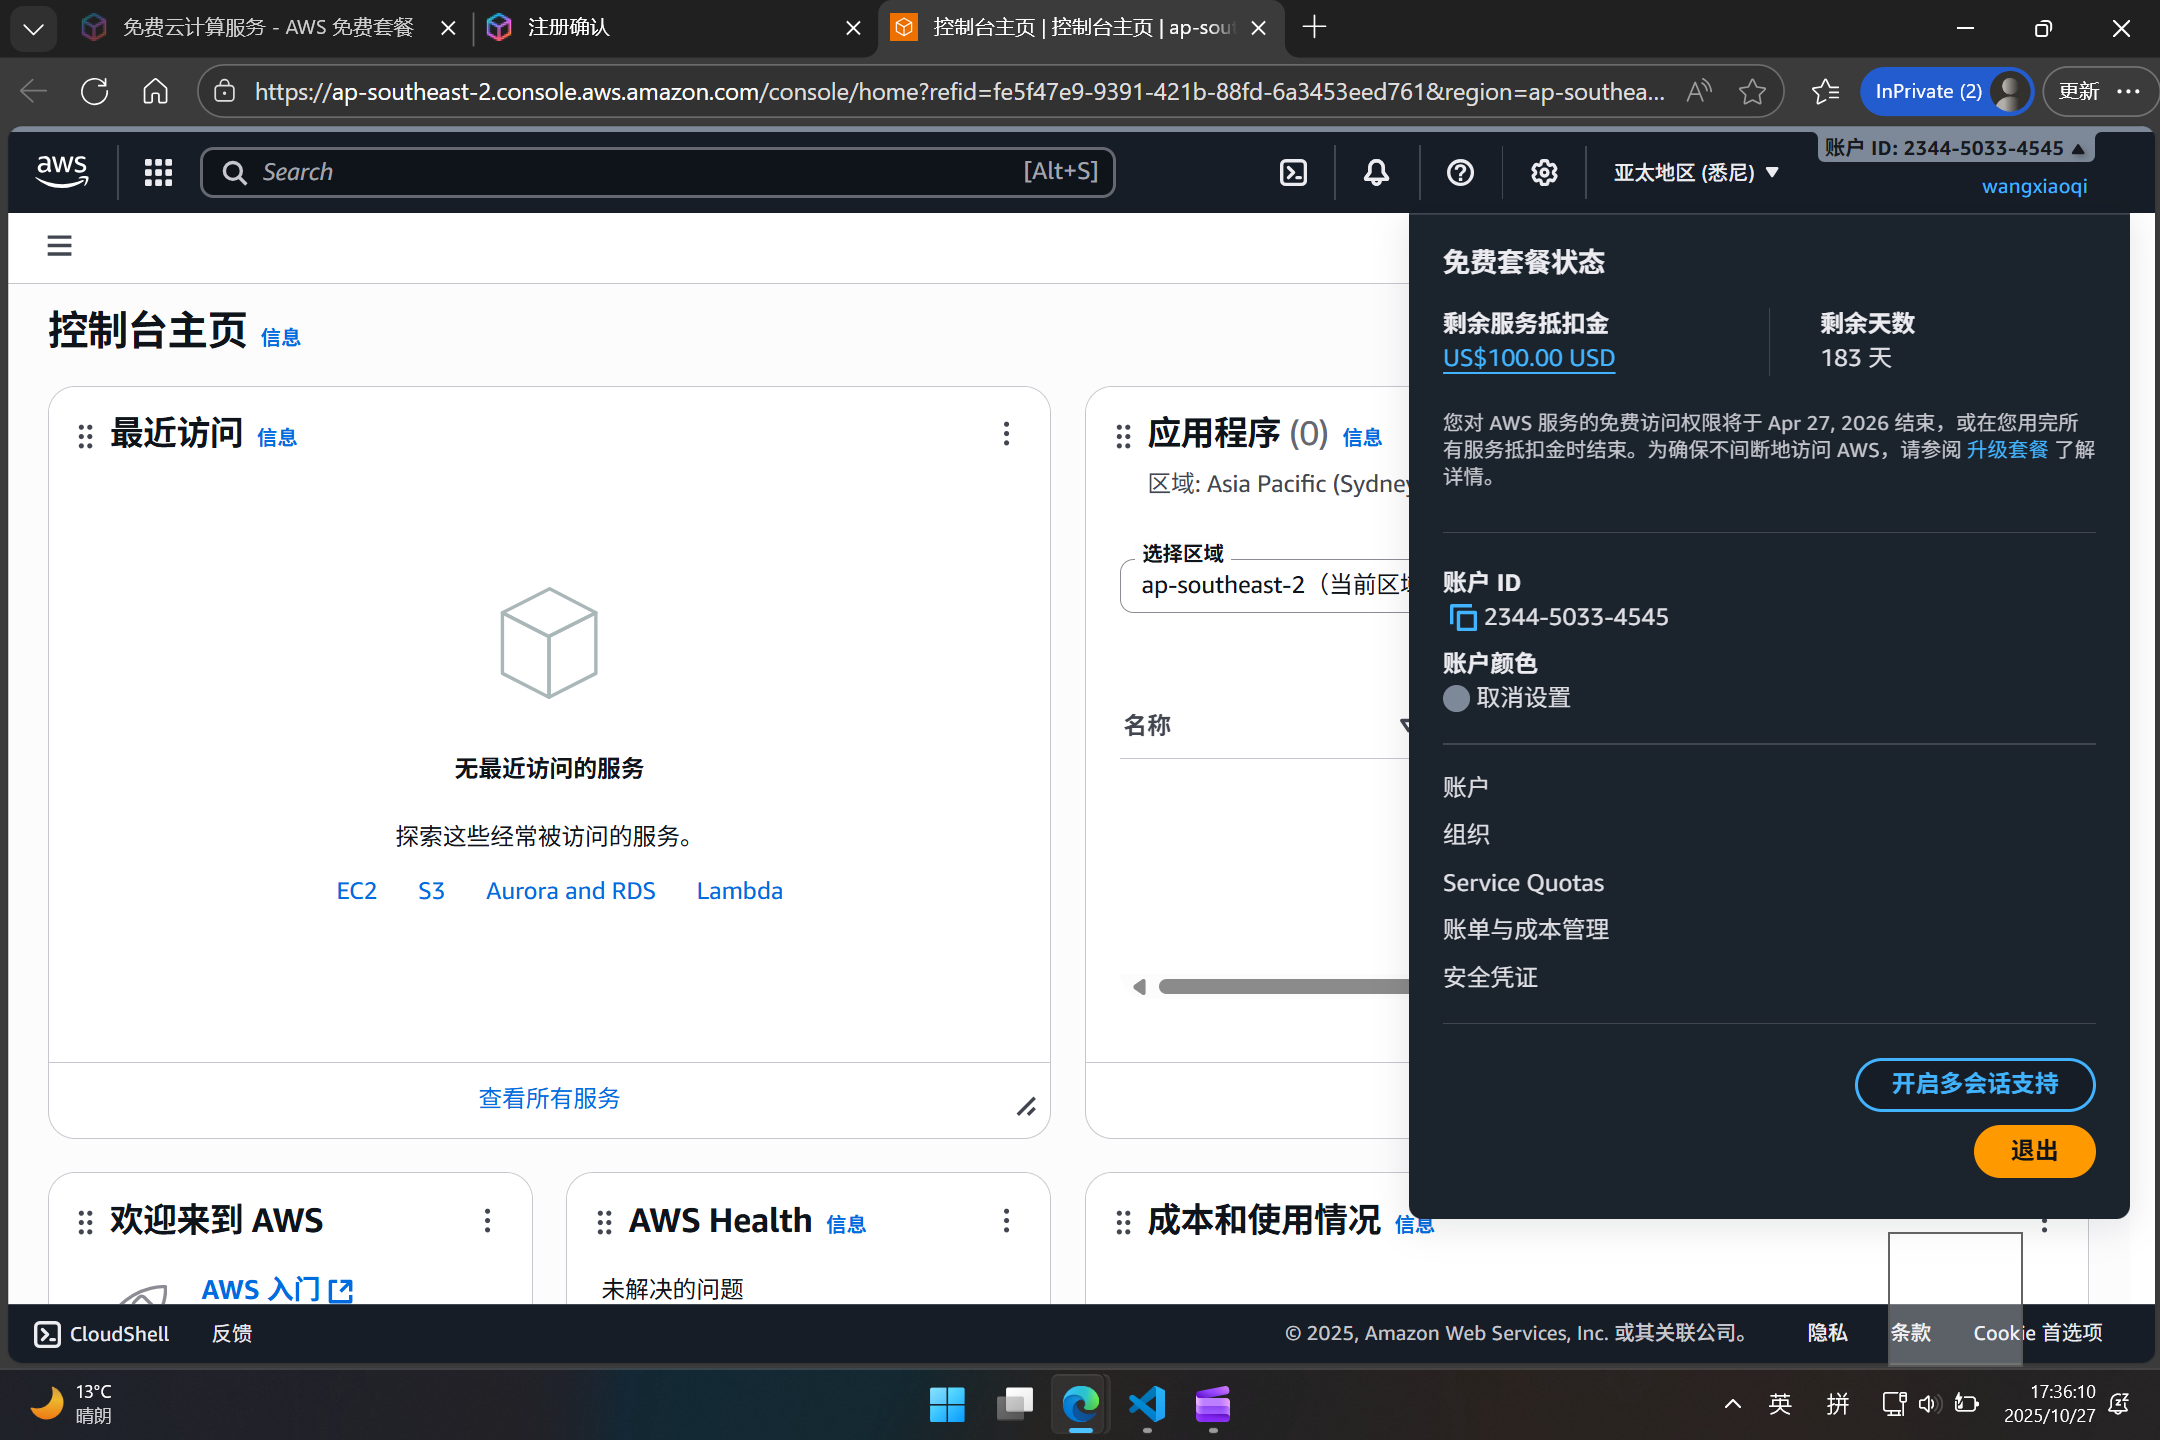 免费云计算服务 - AWS 免费套餐
注册确认
控制台主页 | 控制台主页 | ap-sout
https://ap-southeast-2.console.aws.amazon.com/console/home?refid=fe5f47e9-9391-421b-88fd-6a3453eed761&region=ap-southea...
InPrivate (2)
更新
aws
Search
[Alt+S]
亚太地区 (悉尼)
账户 ID: 2344-5033-4545
wangxiaoqi
控制台主页 信息
最近访问 信息
无最近访问的服务
探索这些经常被访问的服务。
EC2 S3 Aurora and RDS Lambda
查看所有服务
应用程序 (0) 信息
区域: Asia Pacific (Sydney
选择区域
ap-southeast-2（当前区域
名称
免费套餐状态
剩余服务抵扣金
US$100.00 USD
剩余天数
183 天
您对 AWS 服务的免费访问权限将于 Apr 27, 2026 结束，或在您用完所
有服务抵扣金时结束。为确保不间断地访问 AWS，请参阅 升级套餐 了解
详情。
账户 ID
2344-5033-4545
账户颜色
取消设置
账户
组织
Service Quotas
账单与成本管理
安全凭证
开启多会话支持
退出
欢迎来到 AWS
AWS 入门
AWS Health 信息
未解决的问题
成本和使用情况 信息
CloudShell
反馈
© 2025, Amazon Web Services, Inc. 或其关联公司。
隐私
条款
Cookie 首选项
13°C
晴朗
英
拼
17:36:10
2025/10/27